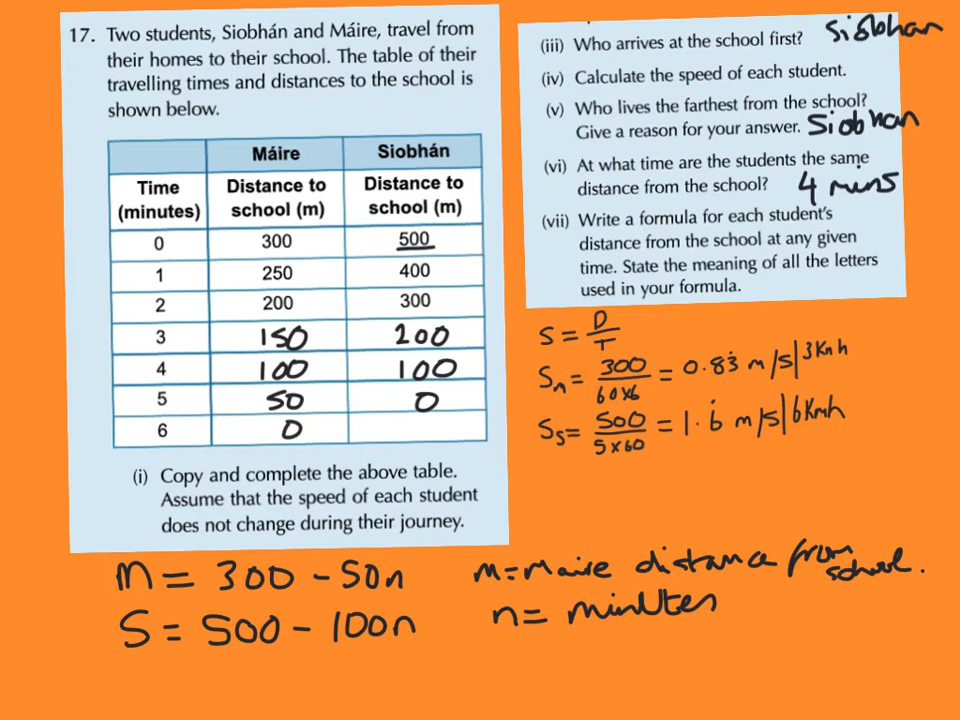 17. Two students, Siobhán and Máire, travel from
their homes to their school. The table of their
travelling times and distances to the school is
shown below.
Máire Siobhán
Time (minutes) Distance to school (m) Distance to school (m)
0 300 500
1 250 400
2 200 300
3 150 200
4 100 100
5 50 0
6 0
(i) Copy and complete the above table.
Assume that the speed of each student
does not change during their journey.
(iii) Who arrives at the school first? Siobhan
(iv) Calculate the speed of each student.
(v) Who lives the farthest from the school?
Give a reason for your answer. Siobhan
(vi) At what time are the students the same
distance from the school? 4 mins
(vii) Write a formula for each student's
distance from the school at any given
time. State the meaning of all the letters
used in your formula.
S = D/T
Sₘ = 300/60×6 = 0.83̇ m/s | 3 Kmh
Sₛ = 500/5×60 = 1.6̇ m/s | 6 Kmh
M = 300 - 50n m = Maire distance from school.
S = 500 - 100n n = minutes